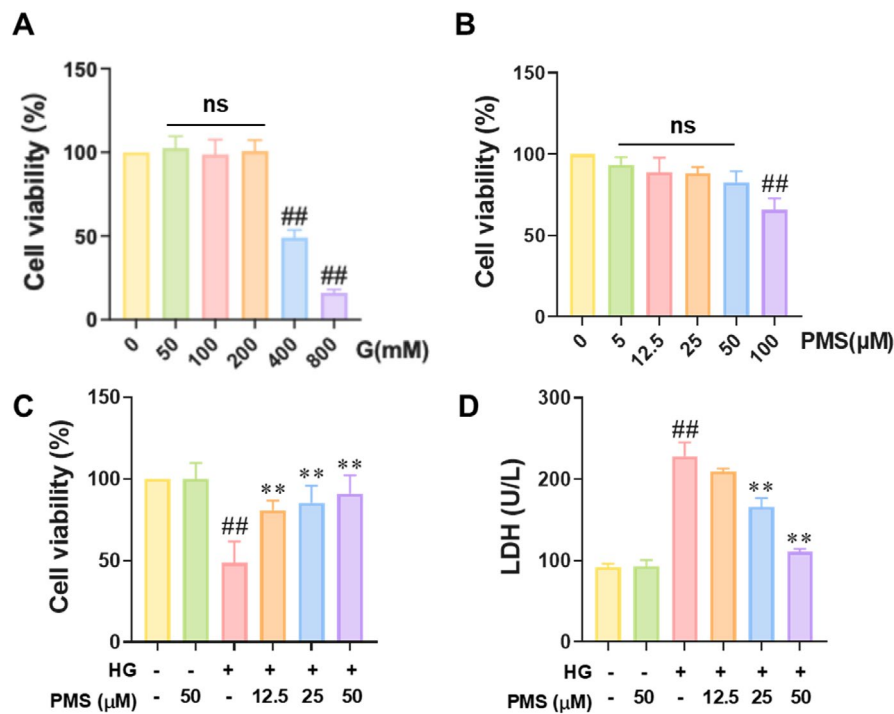 A
Cell viability (%)
150
100
50
0
ns
##
##
0 50 100 200 400 800 G(mM)
B
Cell viability (%)
150
100
50
0
ns
##
0 5 12.5 25 50 100 PMS(μM)
C
Cell viability (%)
150
100
50
0
##
**
**
**
HG - - + + + +
PMS (μM) - 50 - 12.5 25 50
D
LDH (U/L)
300
200
100
0
##
**
**
HG - - + + + +
PMS (μM) - 50 - 12.5 25 50